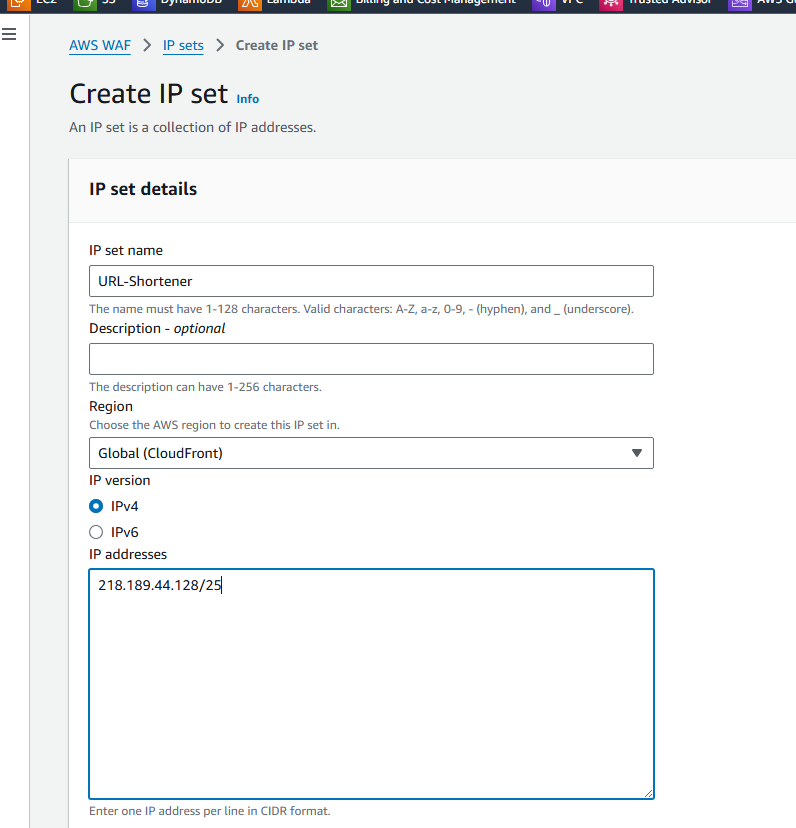 EC2 S3 DynamoDB Lambda Billing and Cost Management VPC Trusted Advisor
AWS WAF > IP sets > Create IP set
Create IP set Info
An IP set is a collection of IP addresses.
IP set details
IP set name
URL-Shortener
The name must have 1-128 characters. Valid characters: A-Z, a-z, 0-9, - (hyphen), and _ (underscore).
Description - optional
The description can have 1-256 characters.
Region
Choose the AWS region to create this IP set in.
Global (CloudFront)
IP version
IPv4
IPv6
IP addresses
218.189.44.128/25
Enter one IP address per line in CIDR format.